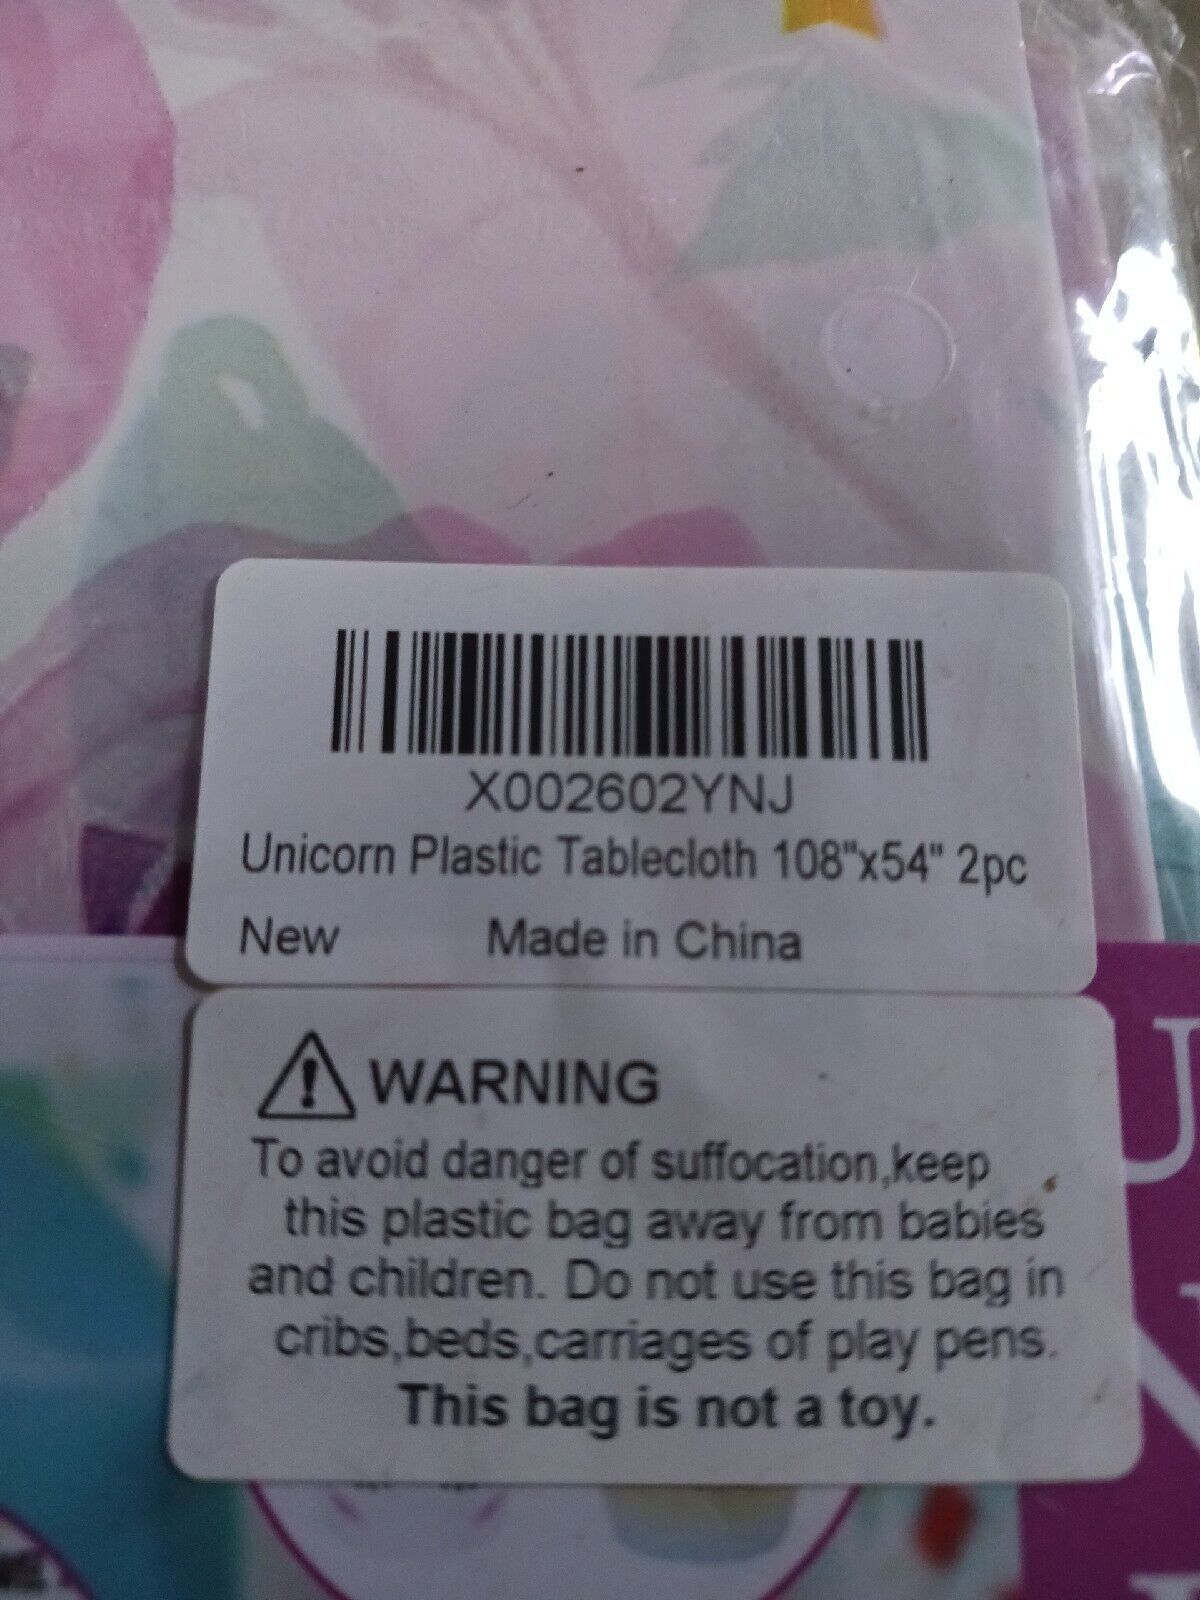 X002602YNJ
Unicorn Plastic Tablecloth 108"x54" 2pc
New Made in China
WARNING
To avoid danger of suffocation,keep
this plastic bag away from babies
and children. Do not use this bag in
cribs,beds,carriages of play pens.
This bag is not a toy.
U
N